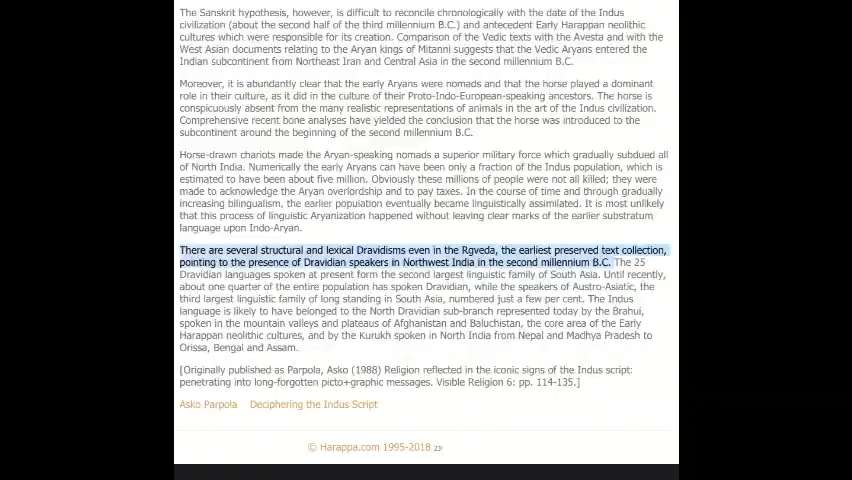 The Sanskrit hypothesis, however, is difficult to reconcile chronologically with the date of the Indus
civilization (about the second half of the third millennium B.C.) and antecedent Early Harappan neolithic
cultures which were responsible for its creation. Comparison of the Vedic texts with the Avesta and with the
West Asian documents relating to the Aryan kings of Mitanni suggests that the Vedic Aryans entered the
Indian subcontinent from Northeast Iran and Central Asia in the second millennium B.C.
Moreover, it is abundantly clear that the early Aryans were nomads and that the horse played a dominant
role in their culture, as it did in the culture of their Proto-Indo-European-speaking ancestors. The horse is
conspicuously absent from the many realistic representations of animals in the art of the Indus civilization.
Comprehensive recent bone analyses have yielded the conclusion that the horse was introduced to the
subcontinent around the beginning of the second millennium B.C.
Horse-drawn chariots made the Aryan-speaking nomads a superior military force which gradually subdued all
of North India. Numerically the early Aryans can have been only a fraction of the Indus population, which is
estimated to have been about five million. Obviously these millions of people were not all killed; they were
made to acknowledge the Aryan overlordship and to pay taxes. In the course of time and through gradually
increasing bilingualism, the earlier population eventually became linguistically assimilated. It is most unlikely
that this process of linguistic Aryanization happened without leaving clear marks of the earlier substratum
language upon Indo-Aryan.
There are several structural and lexical Dravidisms even in the Rgveda, the earliest preserved text collection,
pointing to the presence of Dravidian speakers in Northwest India in the second millennium B.C. The 25
Dravidian languages spoken at present form the second largest linguistic family of South Asia. Until recently,
about one quarter of the entire population has spoken Dravidian, while the speakers of Austro-Asiatic, the
third largest linguistic family of long standing in South Asia, numbered just a few per cent. The Indus
language is likely to have belonged to the North Dravidian sub-branch represented today by the Brahui,
spoken in the mountain valleys and plateaus of Afghanistan and Baluchistan, the core area of the Early
Harappan neolithic cultures, and by the Kurukh spoken in North India from Nepal and Madhya Pradesh to
Orissa, Bengal and Assam.
[Originally published as Parpola, Asko (1988) Religion reflected in the iconic signs of the Indus script:
penetrating into long-forgotten picto+graphic messages. Visible Religion 6: pp. 114-135.]
Asko Parpola Deciphering the Indus Script
© Harappa.com 1995-2018